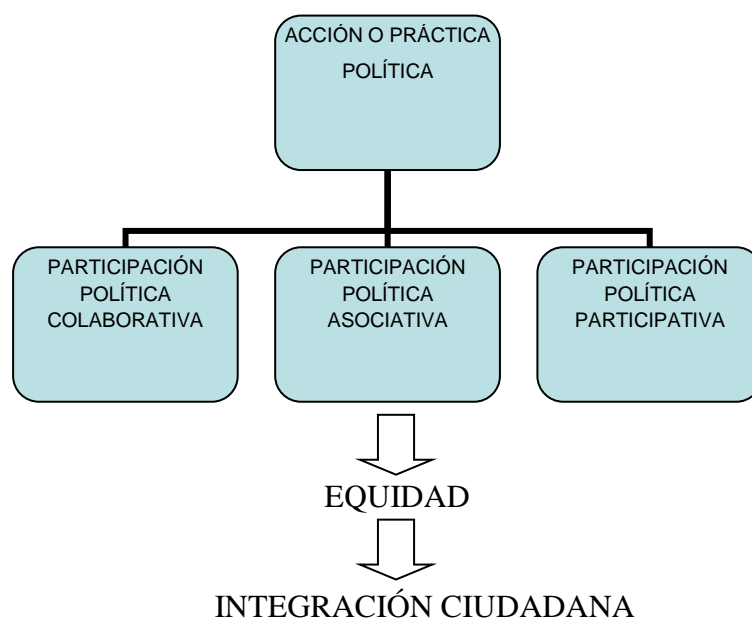 ACCIÓN O PRÁCTICA
POLÍTICA
PARTICIPACIÓN
POLÍTICA
COLABORATIVA
PARTICIPACIÓN
POLÍTICA
ASOCIATIVA
PARTICIPACIÓN
POLÍTICA
PARTICIPATIVA
EQUIDAD
INTEGRACIÓN CIUDADANA